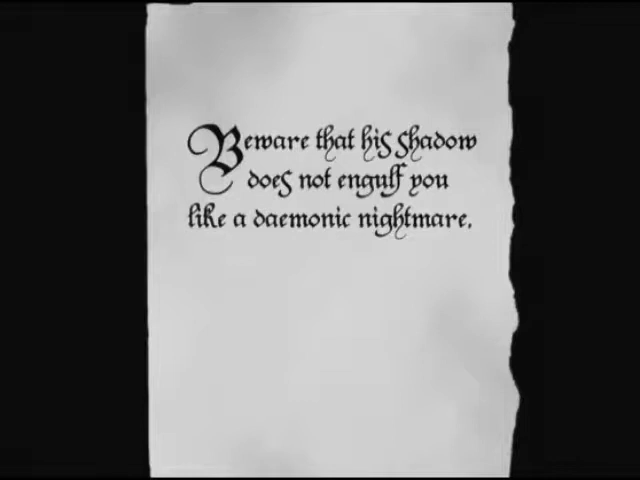 Beware that his shadow
does not engulf you
like a daemonic nightmare.